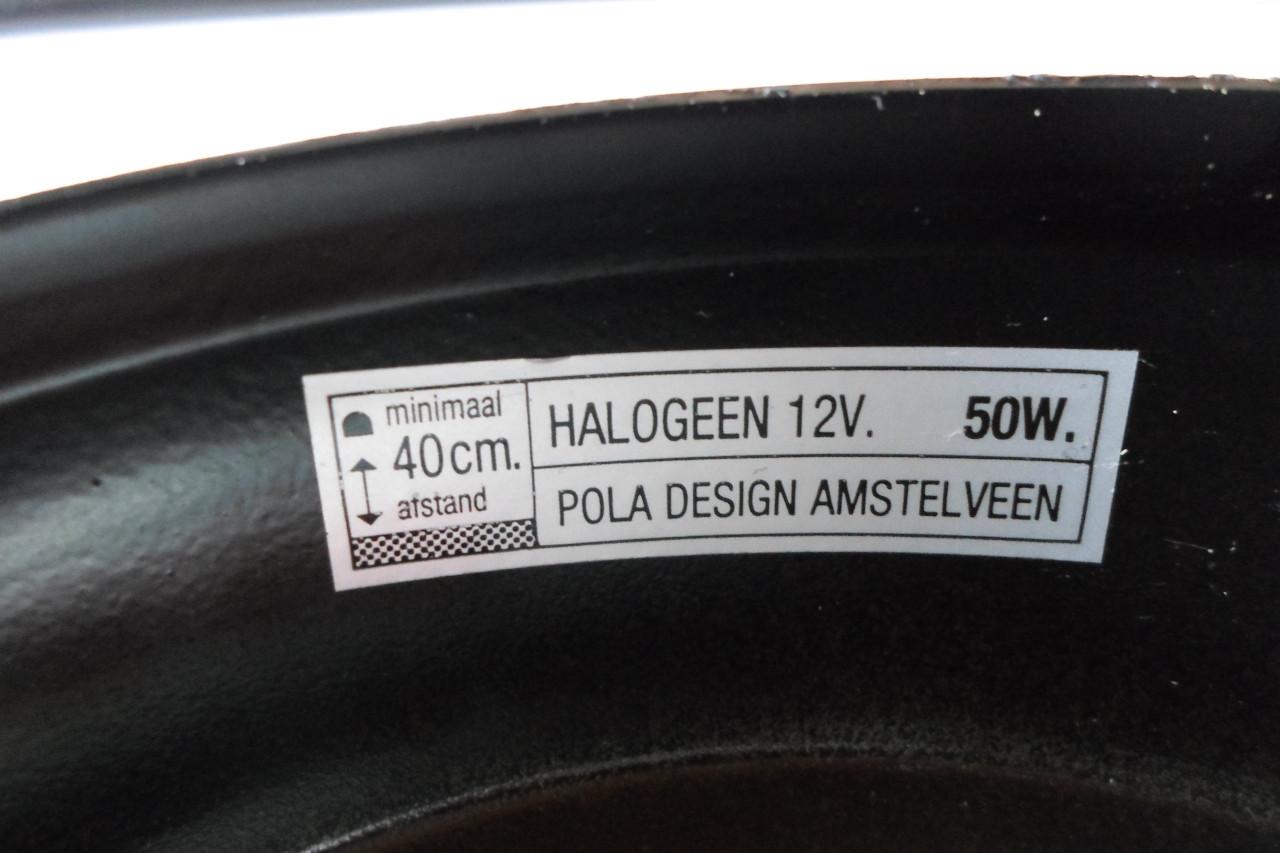 minimaal
40cm.
afstand
HALOGEEN 12V. 50W.
POLA DESIGN AMSTELVEEN